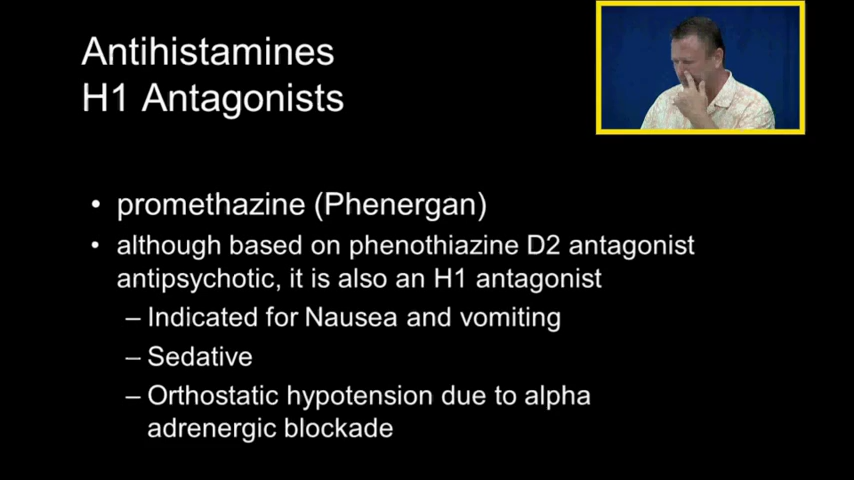 Antihistamines
H1 Antagonists
• promethazine (Phenergan)
• although based on phenothiazine D2 antagonist
antipsychotic, it is also an H1 antagonist
– Indicated for Nausea and vomiting
– Sedative
– Orthostatic hypotension due to alpha
adrenergic blockade